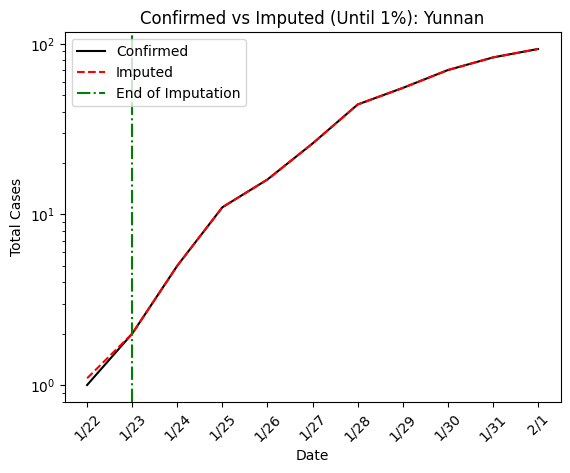 Confirmed vs Imputed (Until 1%): Yunnan
Confirmed
Imputed
End of Imputation
Total Cases
10²
10¹
10⁰
1/22
1/23
1/24
1/25
1/26
1/27
1/28
1/29
1/30
1/31
2/1
Date